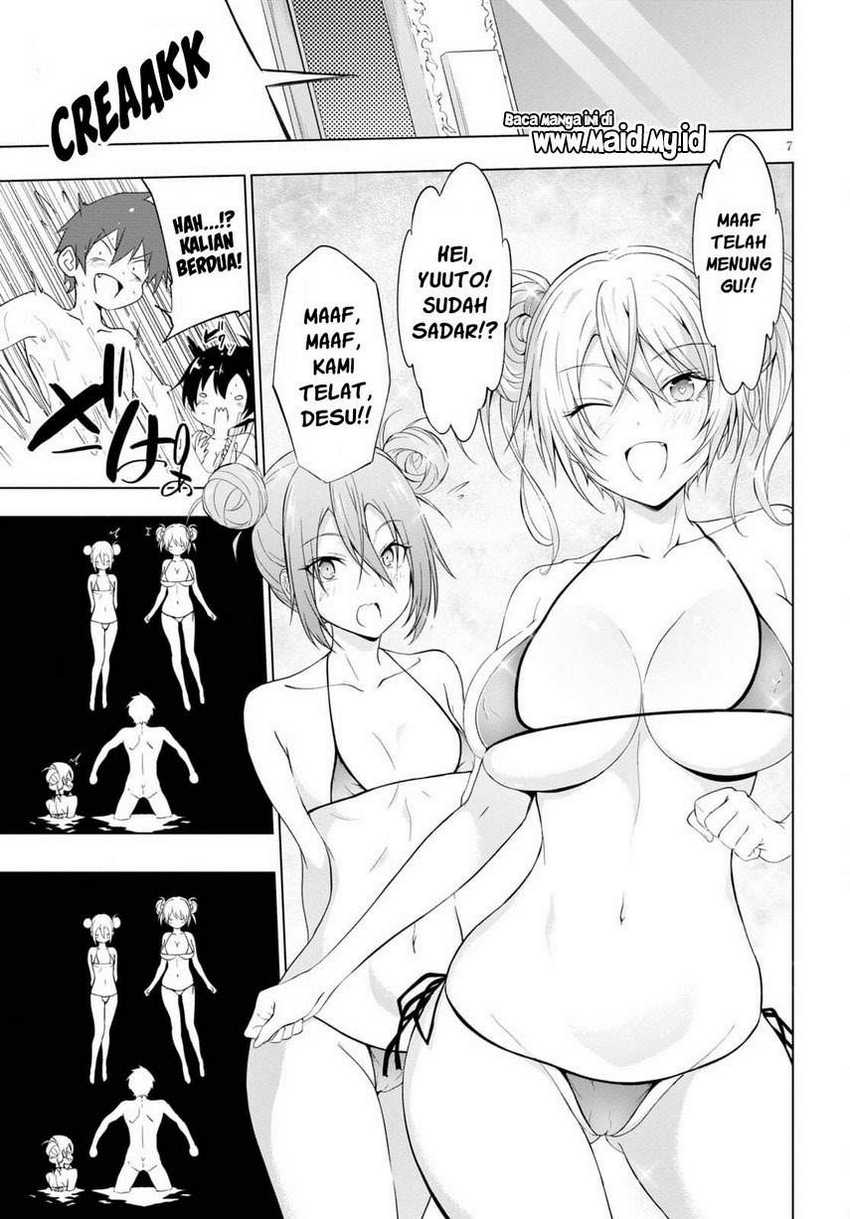 CREAAKK
Baca Manga ini di
www.Maid.My.id
7
MAAF
TELAH
MENUNG
GU!!
HEI,
YUUTO!
SUDAH
SADAR!?
MAAF,
MAAF,
KAMI
TELAT,
DESU!!
HAH...!?
KALIAN
BERDUA!